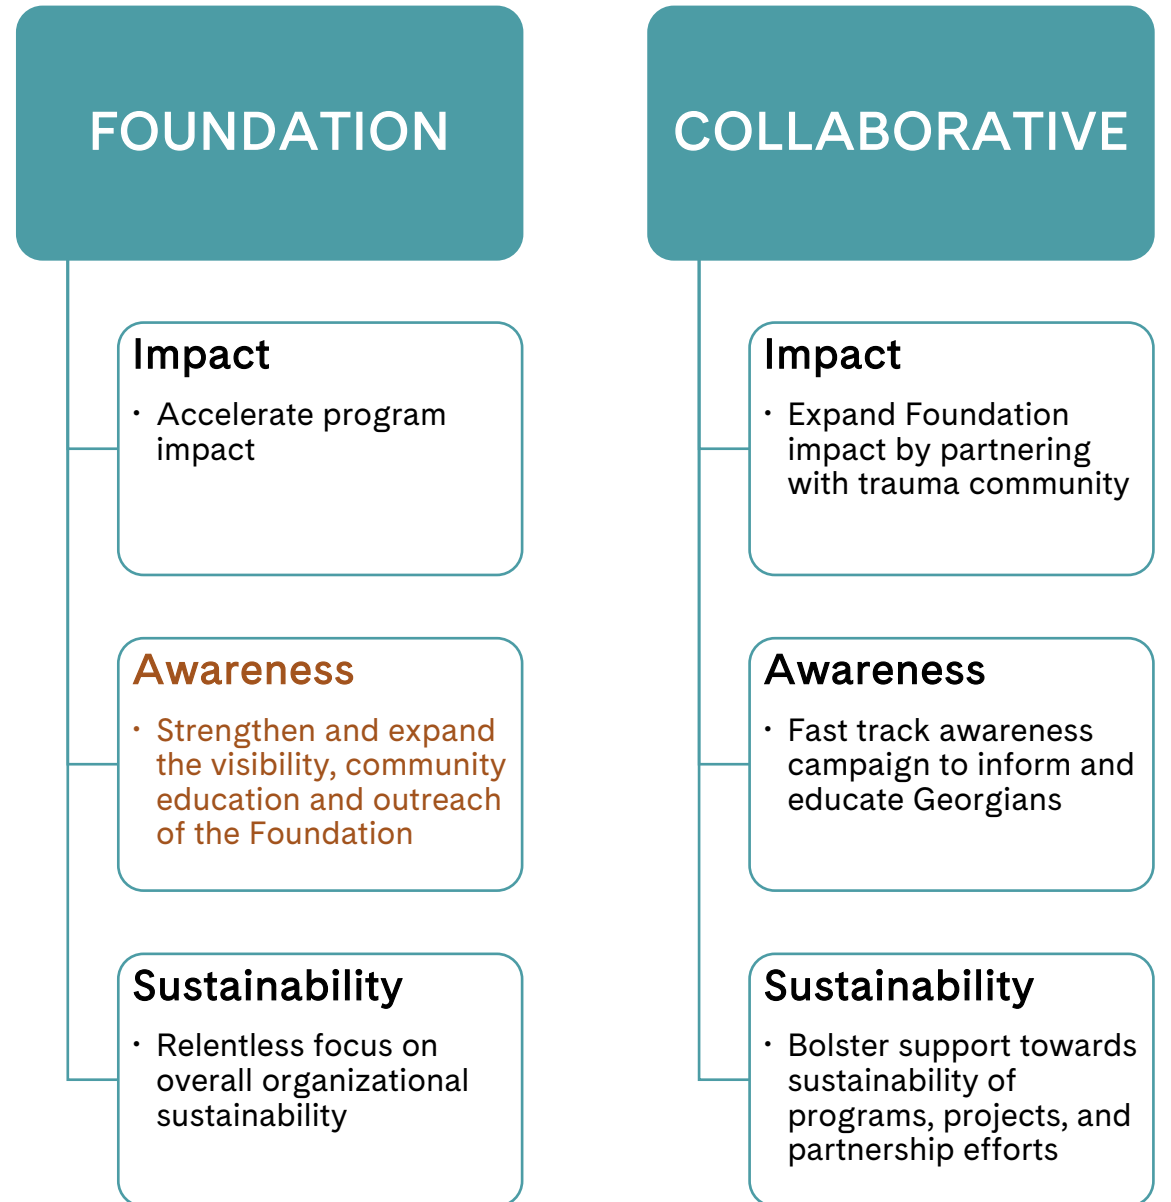 FOUNDATION
Impact
· Accelerate program
impact
Awareness
· Strengthen and expand
the visibility, community
education and outreach
of the Foundation
Sustainability
· Relentless focus on
overall organizational
sustainability
COLLABORATIVE
Impact
· Expand Foundation
impact by partnering
with trauma community
Awareness
· Fast track awareness
campaign to inform and
educate Georgians
Sustainability
· Bolster support towards
sustainability of
programs, projects, and
partnership efforts